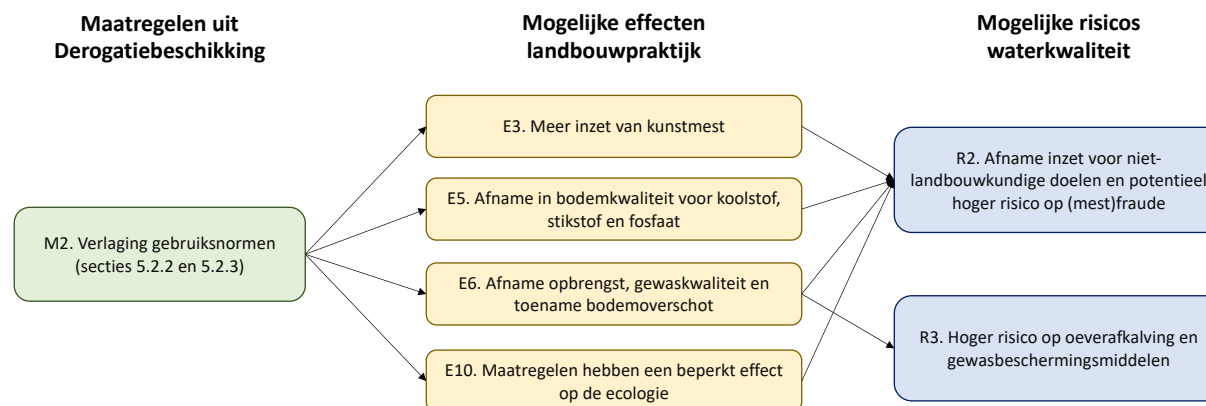 Maatregelen uit
Derogatiebeschikking
Mogelijke effecten
landbouwpraktijk
Mogelijke risicos
waterkwaliteit
M2. Verlaging gebruiksnormen
(secties 5.2.2 en 5.2.3)
E3. Meer inzet van kunstmest
E5. Afname in bodemkwaliteit voor koolstof,
stikstof en fosfaat
E6. Afname opbrengst, gewaskwaliteit en
toename bodemoverschot
E10. Maatregelen hebben een beperkt effect
op de ecologie
R2. Afname inzet voor niet-
landbouwkundige doelen en potentieel
hoger risico op (mest)fraude
R3. Hoger risico op oeverafkalving en
gewasbeschermingsmiddelen